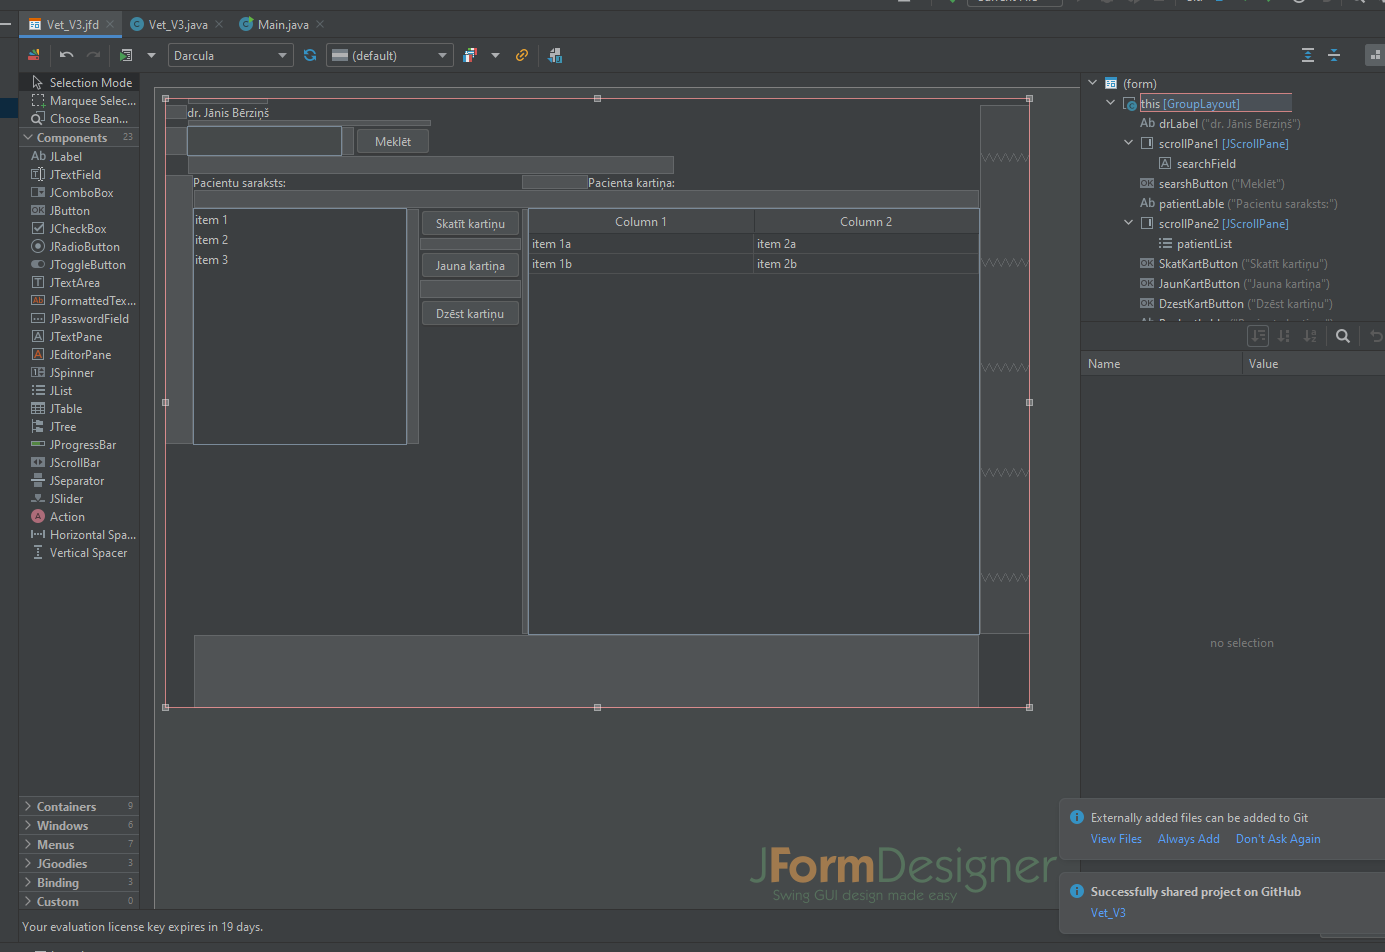 Vet_V3.jfd
Vet_V3.java
Main.java
Darcula
(default)
Selection Mode
Marquee Selec...
Choose Bean...
Components 23
JLabel
JTextField
JComboBox
JButton
JCheckBox
JRadioButton
JToggleButton
JTextArea
JFormattedTex...
JPasswordField
JTextPane
JEditorPane
JSpinner
JList
JTable
JTree
JProgressBar
JScrollBar
JSeparator
JSlider
Action
Horizontal Spa...
Vertical Spacer
Containers 9
Windows 6
Menus 7
JGoodies 3
Binding 3
Custom 0
dr. Jānis Bērziņš
Meklēt
Pacientu saraksts:
Pacienta kartiņa:
item 1
item 2
item 3
Skatīt kartiņu
Jauna kartiņa
Dzēst kartiņu
Column 1
Column 2
item 1a
item 2a
item 1b
item 2b
JFormDesigner
Swing GUI design made easy
(form)
this [GroupLayout]
drLabel ("dr. Jānis Bērziņš")
scrollPane1 [JScrollPane]
searchField
searshButton ("Meklēt")
patientLable ("Pacientu saraksts:")
scrollPane2 [JScrollPane]
patientList
SkatKartButton ("Skatīt kartiņu")
JaunKartButton ("Jauna kartiņa")
DzestKartButton ("Dzēst kartiņu")
Name
Value
no selection
Externally added files can be added to Git
View Files Always Add Don't Ask Again
Successfully shared project on GitHub
Vet_V3
Your evaluation license key expires in 19 days.